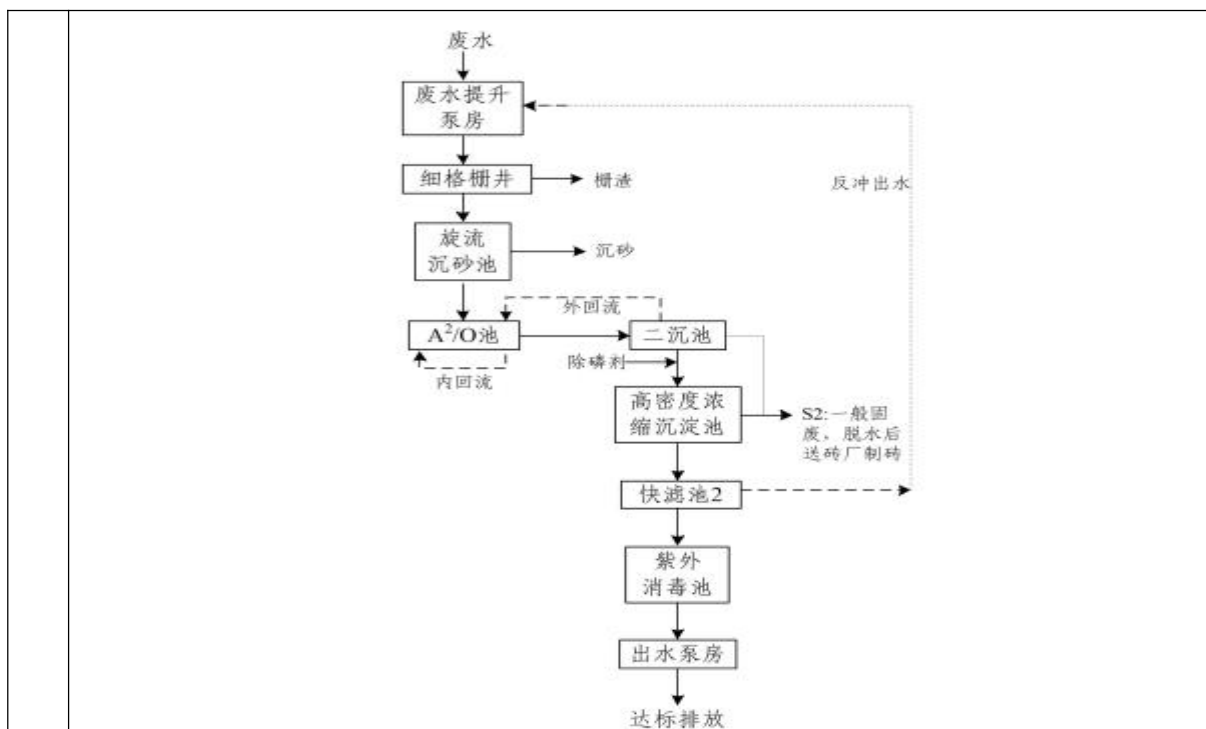 废水
废水提升
泵房
反冲出水
细格栅井
栅渣
旋流
沉砂池
沉砂
外回流
A²/O池
二沉池
内回流
除磷剂
高密度浓
缩沉淀池
S2:一般固
废，脱水后
送砖厂制砖
快滤池2
紫外
消毒池
出水泵房
达标排放